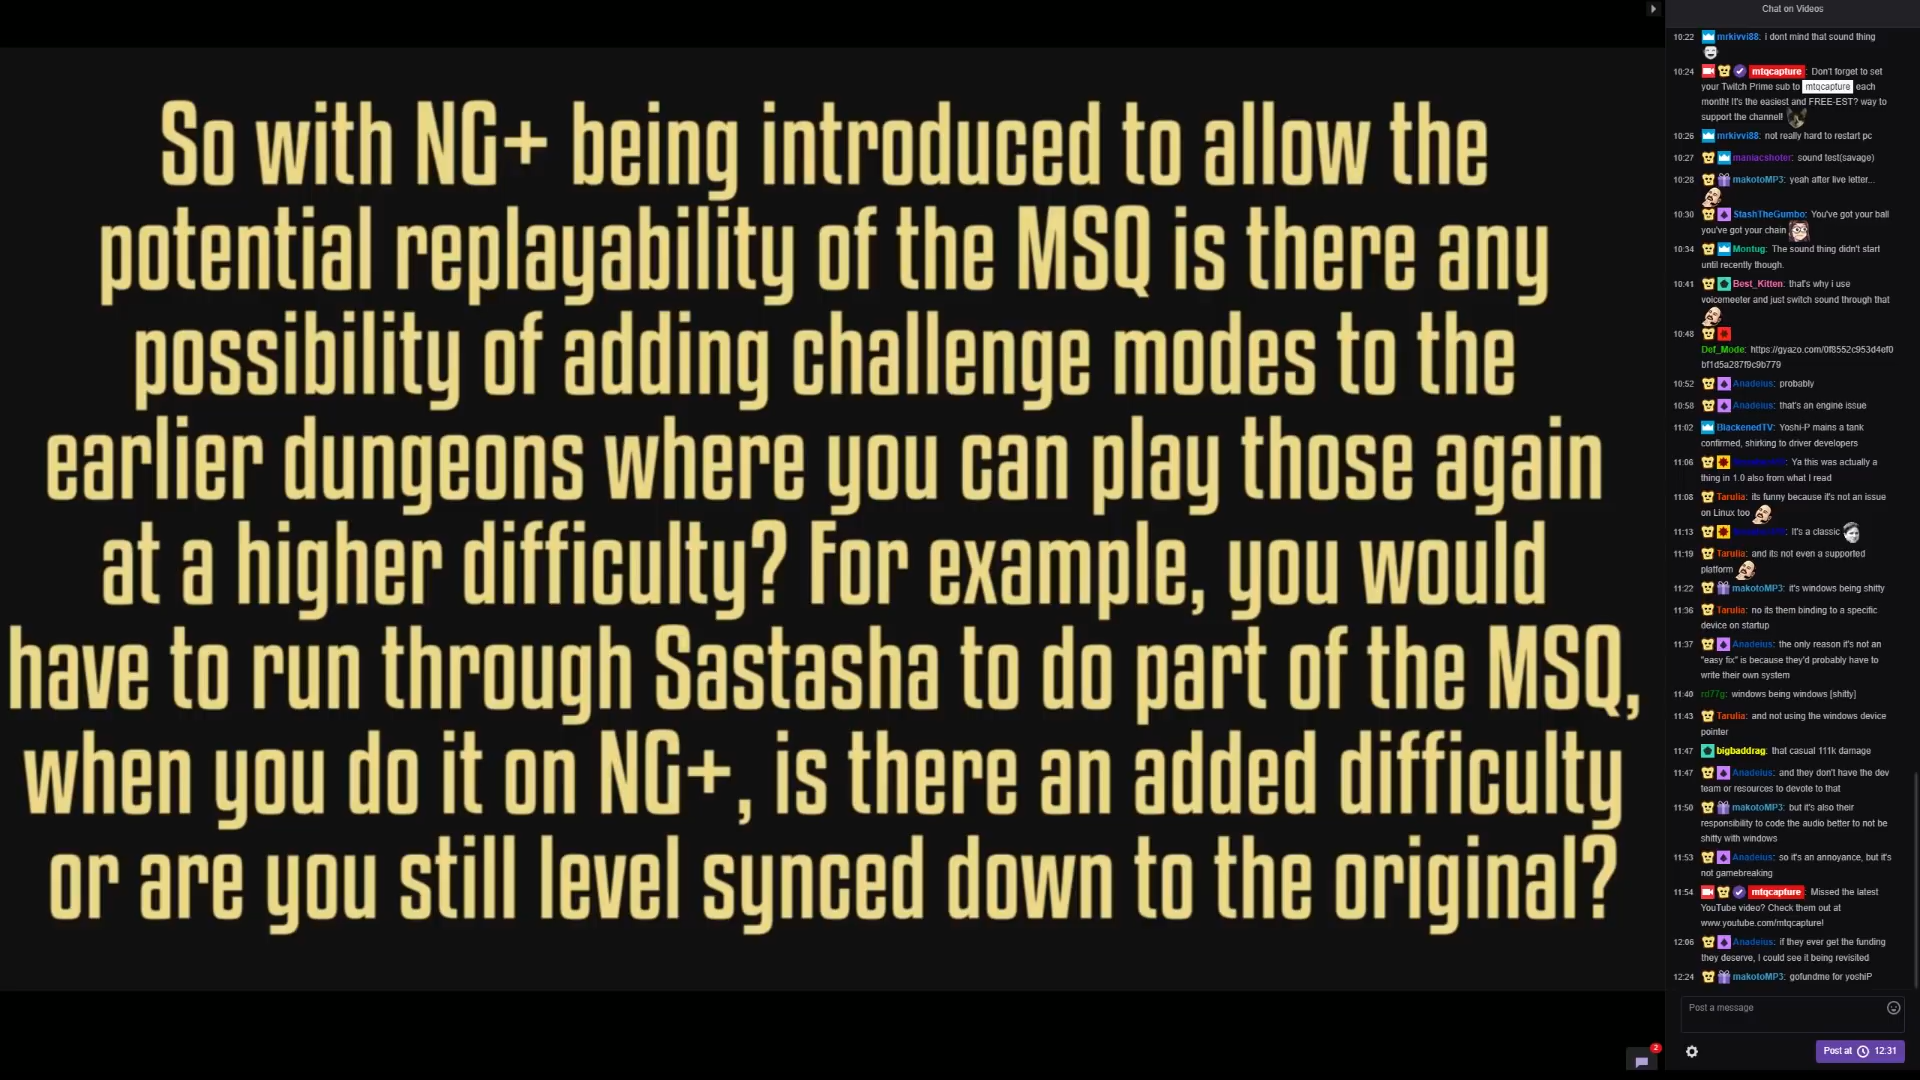 So with NG+ being introduced to allow the
potential replayability of the MSQ is there any
possibility of adding challenge modes to the
earlier dungeons where you can play those again
at a higher difficulty? For example, you would
have to run through Sastasha to do part of the MSQ,
when you do it on NG+, is there an added difficulty
or are you still level synced down to the original?
Chat on Videos
10:22 mrkivvi88: i dont mind that sound thing
10:24 mtqcapture: Don't forget to set
your Twitch Prime sub to mtqcapture each
month! It's the easiest and FREE-EST? way to
support the channel!
10:26 mrkivvi88: not really hard to restart pc
10:27 maniacshoter: sound test(savage)
10:28 makotoMP3: yeah after live letter...
10:30 StashTheGumbo: You've got your ball
you've got your chain
10:34 Montug: The sound thing didn't start
until recently though.
10:41 Best_Kitten: that's why i use
voicemeeter and just switch sound through that
10:48
Def_Mode: https://gyazo.com/0f8552c953d4ef0
bf1d5a287f9c9b779
10:52 Anadeius: probably
10:58 Anadeius: that's an engine issue
11:02 BlackenedTV: Yoshi-P mains a tank
confirmed, shirking to driver developers
11:06 : Ya this was actually a
thing in 1.0 also from what I read
11:08 Tarulia: its funny because it's not an issue
on Linux too
11:13 : It's a classic
11:19 Tarulia: and its not even a supported
platform
11:22 makotoMP3: it's windows being shitty
11:36 Tarulia: no its them binding to a specific
device on startup
11:37 Anadeius: the only reason it's not an
"easy fix" is because they'd probably have to
write their own system
11:40 rd77g: windows being windows [shitty]
11:43 Tarulia: and not using the windows device
pointer
11:47 bigbaddrag: that casual 111k damage
11:47 Anadeius: and they don't have the dev
team or resources to devote to that
11:50 makotoMP3: but it's also their
responsibility to code the audio better to not be
shitty with windows
11:53 Anadeius: so it's an annoyance, but it's
not gamebreaking
11:54 mtqcapture: Missed the latest
YouTube video? Check them out at
www.youtube.com/mtqcapture!
12:06 Anadeius: if they ever get the funding
they deserve, I could see it being revisited
12:24 makotoMP3: gofundme for yoshiP
Post a message
2
Post at 12:31